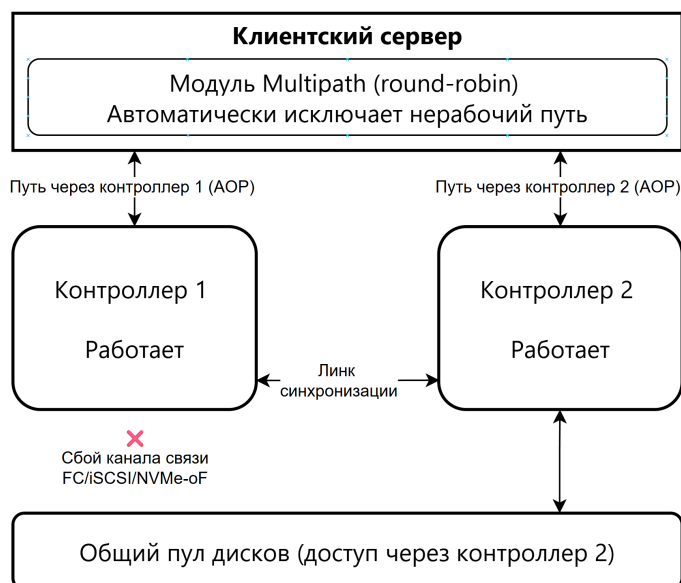 Клиентский сервер
Модуль Multipath (round-robin)
Автоматически исключает нерабочий путь
Путь через контроллер 1 (AOP)
Путь через контроллер 2 (AOP)
Контроллер 1
Работает
Контроллер 2
Работает
Линк
синхронизации
Сбой канала связи
FC/iSCSI/NVMe-oF
Общий пул дисков (доступ через контроллер 2)